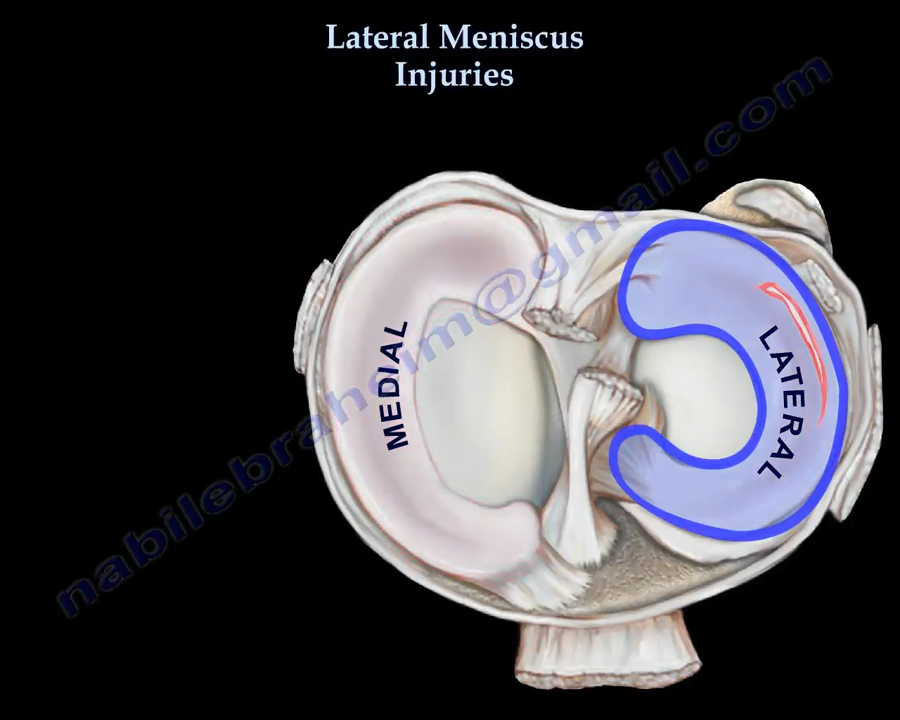 Lateral Meniscus
Injuries
MEDIAL
LATERAL
nabilebraheim@gmail.com